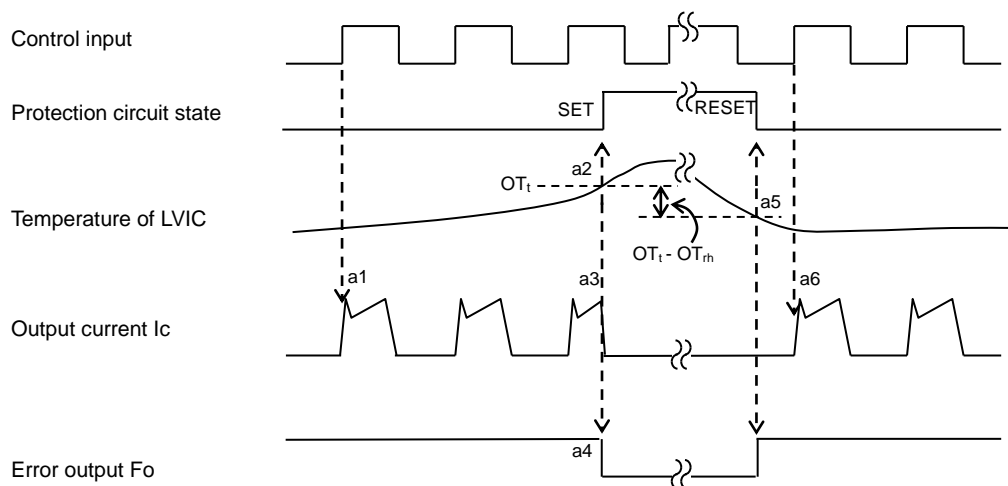 Control input
Protection circuit state
SET
RESET
a2
OTt
a5
Temperature of LVIC
OTt - OTrh
a1
a3
a6
Output current Ic
a4
Error output Fo